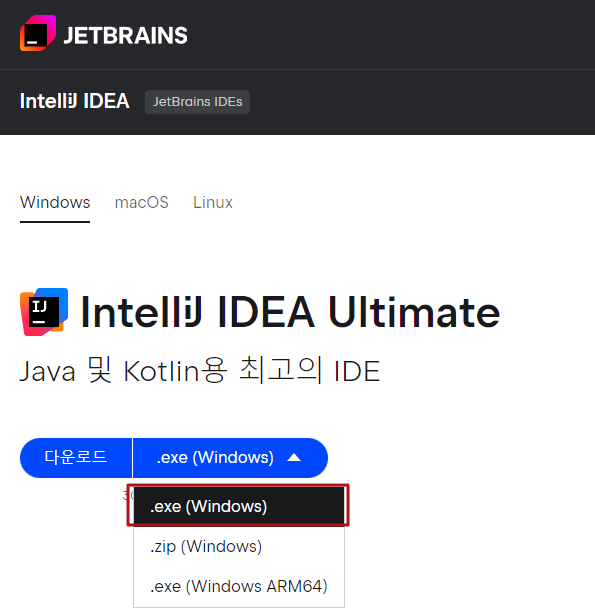 JETBRAINS
IntelliJ IDEA JetBrains IDEs
Windows macOS Linux
IJ IntelliJ IDEA Ultimate
Java 및 Kotlin용 최고의 IDE
다운로드 .exe (Windows)
.exe (Windows)
.zip (Windows)
.exe (Windows ARM64)